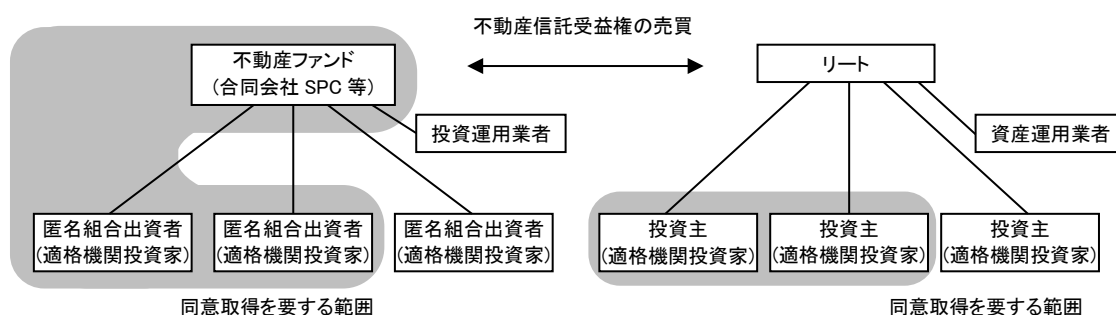 不動産信託受益権の売買
不動産ファンド
（合同会社 SPC 等）
リート
投資運用業者
資産運用業者
匿名組合出資者
（適格機関投資家）
匿名組合出資者
（適格機関投資家）
匿名組合出資者
（適格機関投資家）
投資主
（適格機関投資家）
投資主
（適格機関投資家）
投資主
（適格機関投資家）
同意取得を要する範囲
同意取得を要する範囲